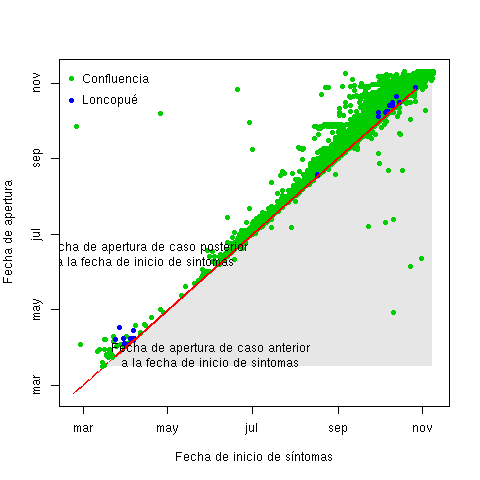 Confluencia
Loncopué
cha de apertura de caso posterior
a la fecha de inicio de sintomas
Fecha de apertura de caso anterior
a la fecha de inicio de sintomas
Fecha de apertura
mar
may
jul
sep
nov
mar
may
jul
sep
nov
Fecha de inicio de síntomas